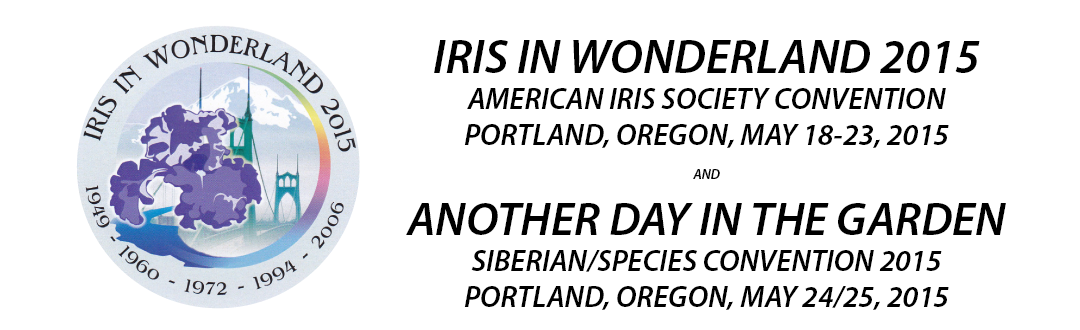 IRIS IN WONDERLAND 2015
1949 - 1960 - 1972 - 1994 - 2006
IRIS IN WONDERLAND 2015
AMERICAN IRIS SOCIETY CONVENTION
PORTLAND, OREGON, MAY 18-23, 2015
AND
ANOTHER DAY IN THE GARDEN
SIBERIAN/SPECIES CONVENTION 2015
PORTLAND, OREGON, MAY 24/25, 2015